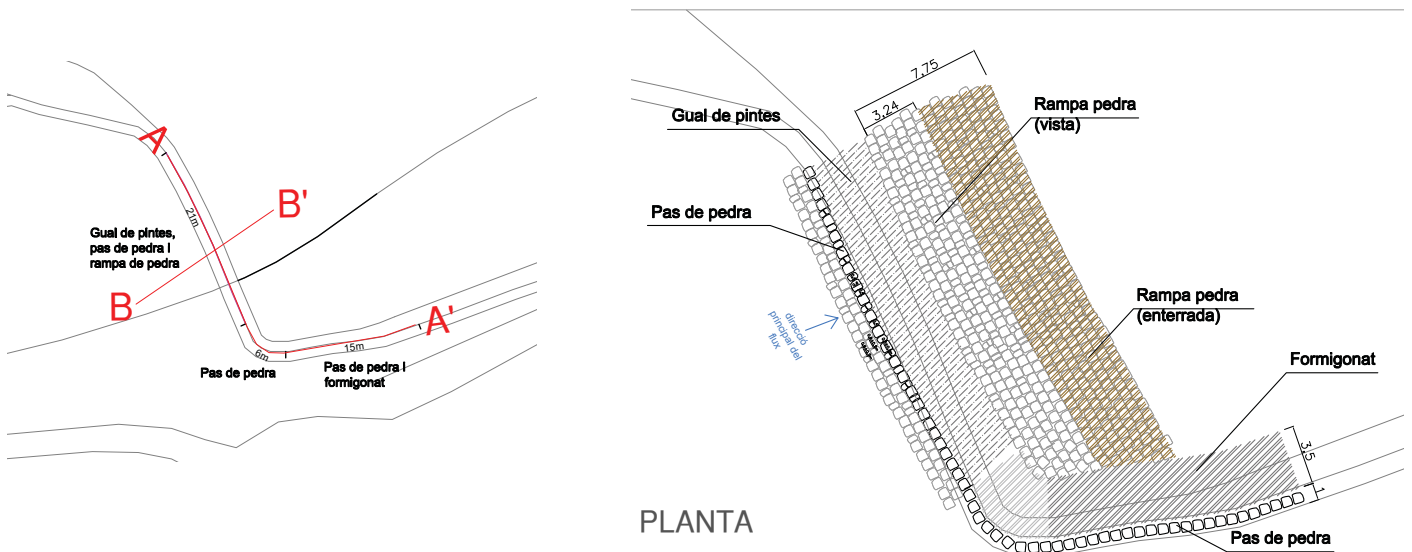 A
21m
B'
Gual de pintes,
pas de pedra i
rampa de pedra
B
A'
6m
15m
Pas de pedra
Pas de pedra i
formigonat
7,75
3,24
Gual de pintes
Rampa pedra
(vista)
Pas de pedra
Rampa pedra
(enterrada)
direcció
principal del
flux
Formigonat
3,5
1
PLANTA
Pas de pedra